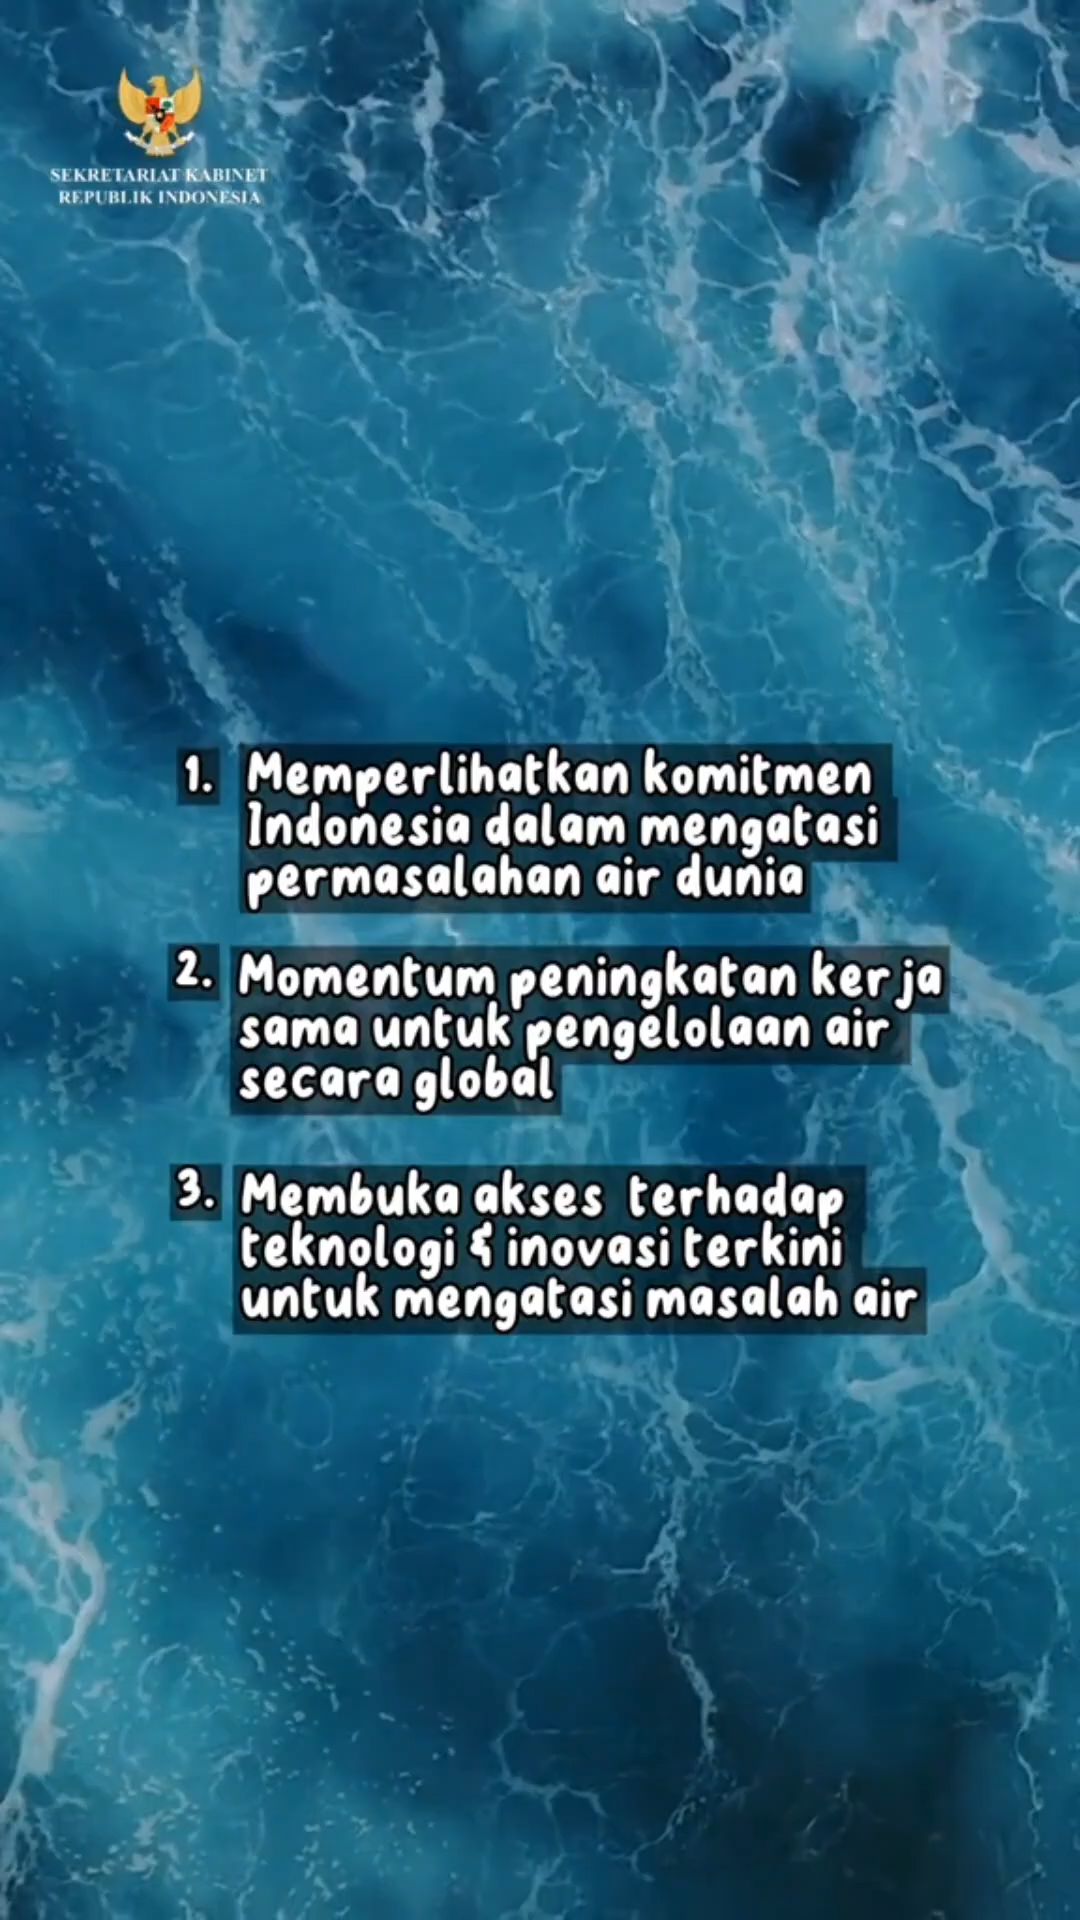 SEKRETARIAT KABINET
REPUBLIK INDONESIA
1. Memperlihatkan komitmen
Indonesia dalam mengatasi
permasalahan air dunia
2. Momentum peningkatan kerja
sama untuk pengelolaan air
secara global
3. Membuka akses terhadap
teknologi & inovasi terkini
untuk mengatasi masalah air